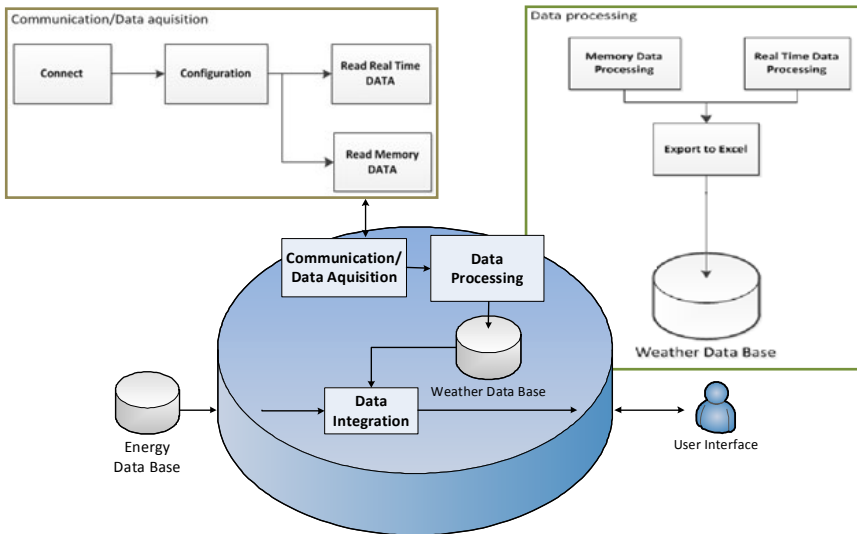 Communication/Data aquisition
Connect
Configuration
Read Real Time
DATA
Read Memory
DATA
Data processing
Memory Data
Processing
Real Time Data
Processing
Export to Excel
Weather Data Base
Communication/
Data Aquisition
Data
Processing
Weather Data Base
Data
Integration
Energy
Data Base
User Interface